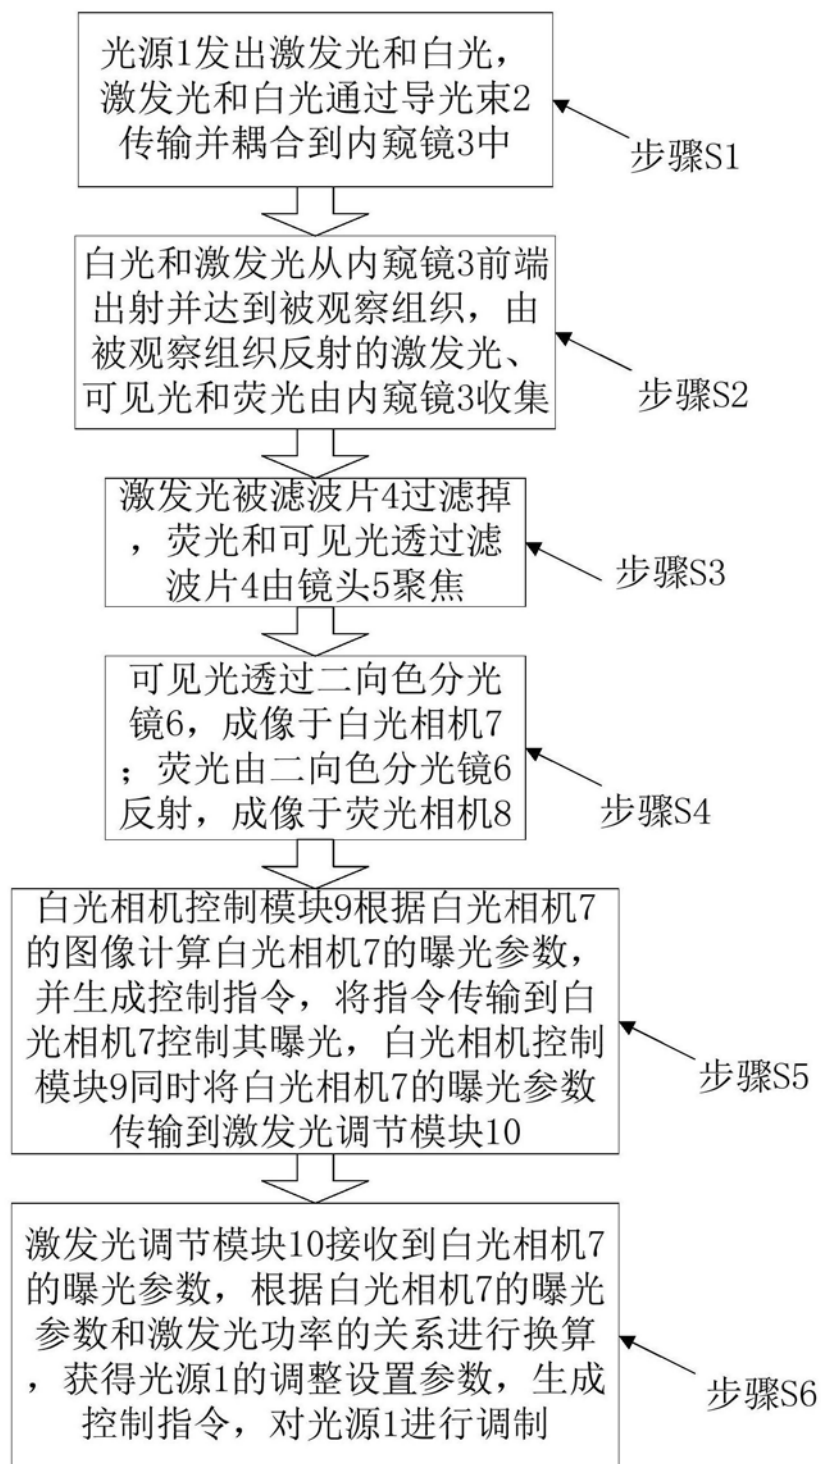 光源1发出激发光和白光，
激发光和白光通过导光束2
传输并耦合到内窥镜3中
步骤S1
白光和激发光从内窥镜3前端
出射并达到被观察组织，由
被观察组织反射的激发光、
可见光和荧光由内窥镜3收集
步骤S2
激发光被滤波片4过滤掉
，荧光和可见光透过滤
波片4由镜头5聚焦
步骤S3
可见光透过二向色分光
镜6，成像于白光相机7
；荧光由二向色分光镜6
反射，成像于荧光相机8
步骤S4
白光相机控制模块9根据白光相机7
的图像计算白光相机7的曝光参数，
并生成控制指令，将指令传输到白
光相机7控制其曝光，白光相机控制
模块9同时将白光相机7的曝光参数
传输到激发光调节模块10
步骤S5
激发光调节模块10接收到白光相机7
的曝光参数，根据白光相机7的曝光
参数和激发光功率的关系进行换算
，获得光源1的调整设置参数，生成
控制指令，对光源1进行调制
步骤S6